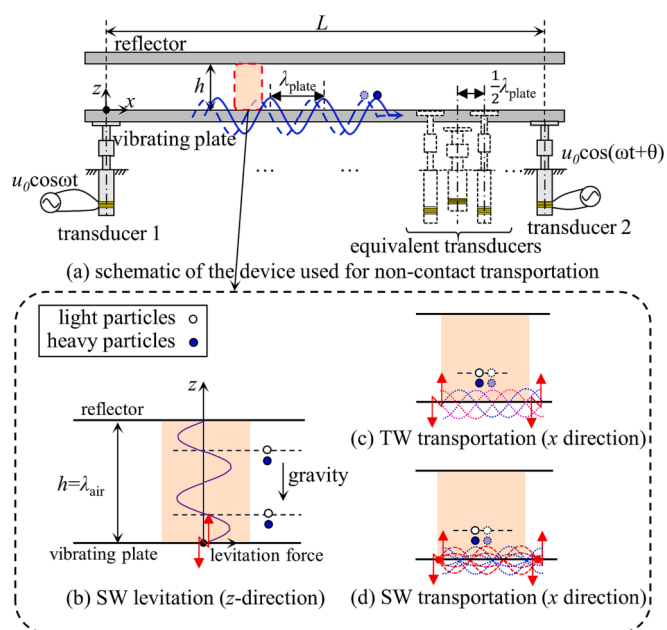 L
reflector
z
h
λplate
1/2 λplate
x
vibrating plate
u0cosωt
u0cos(ωt+θ)
... ... ...
transducer 1
transducer 2
equivalent transducers
(a) schematic of the device used for non-contact transportation
light particles
heavy particles
z
reflector
h=λair
gravity
vibrating plate
levitation force
(b) SW levitation (z-direction)
(c) TW transportation (x direction)
(d) SW transportation (x direction)